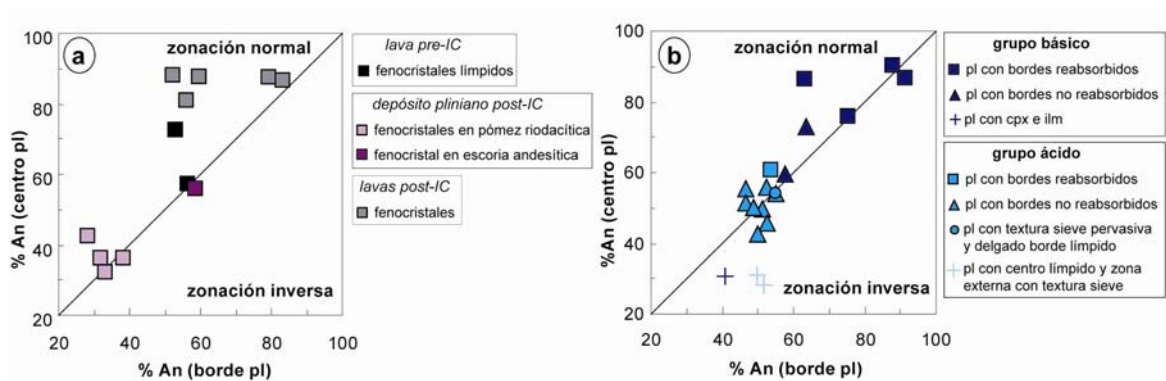 a
zonación normal
zonación inversa
100
80
60
40
20
20
40
60
80
100
% An (centro pl)
% An (borde pl)
lava pre-IC
fenocristales límpidos
depósito pliniano post-IC
fenocristales en pómez riodacítica
fenocristal en escoria andesítica
lavas post-IC
fenocristales
b
zonación normal
zonación inversa
100
80
60
40
20
20
40
60
80
100
%An (centro pl)
% An (borde pl)
grupo básico
pl con bordes reabsorbidos
pl con bordes no reabsorbidos
pl con cpx e ilm
grupo ácido
pl con bordes reabsorbidos
pl con bordes no reabsorbidos
pl con textura sieve pervasiva
y delgado borde límpido
pl con centro límpido y zona
externa con textura sieve